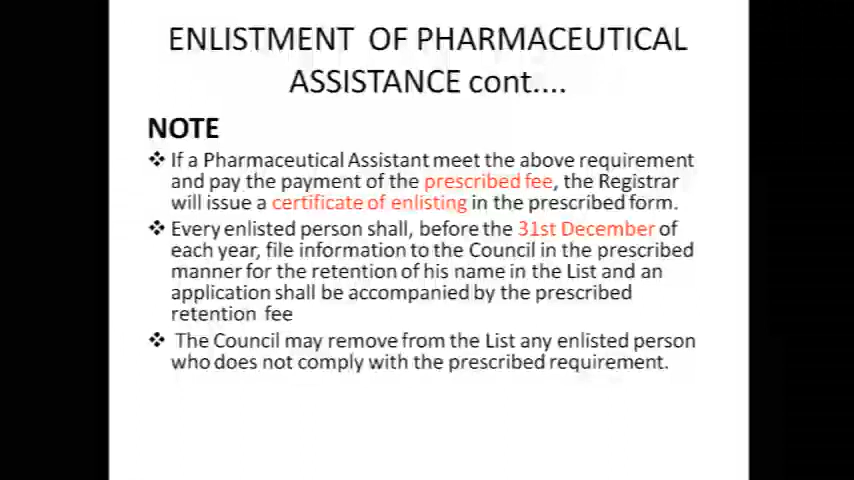 ENLISTMENT OF PHARMACEUTICAL
ASSISTANCE cont....
NOTE
❖ If a Pharmaceutical Assistant meet the above requirement
and pay the payment of the prescribed fee, the Registrar
will issue a certificate of enlisting in the prescribed form.
❖ Every enlisted person shall, before the 31st December of
each year, file information to the Council in the prescribed
manner for the retention of his name in the List and an
application shall be accompanied by the prescribed
retention fee
❖ The Council may remove from the List any enlisted person
who does not comply with the prescribed requirement.